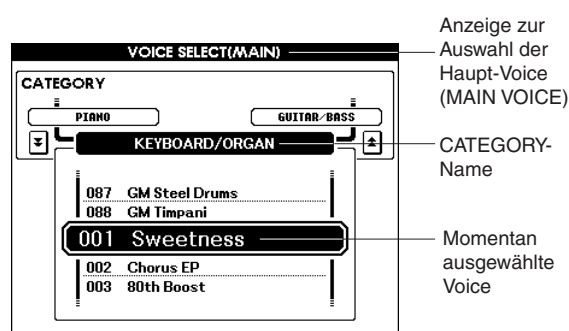 VOICE SELECT(MAIN)
Anzeige zur
Auswahl der
Haupt-Voice
(MAIN VOICE)
CATEGORY
PIANO
GUITAR/BASS
KEYBOARD/ORGAN
CATEGORY-
Name
087 GM Steel Drums
088 GM Timpani
001 Sweetness
002 Chorus EP
003 80th Boost
Momentan
ausgewählte
Voice